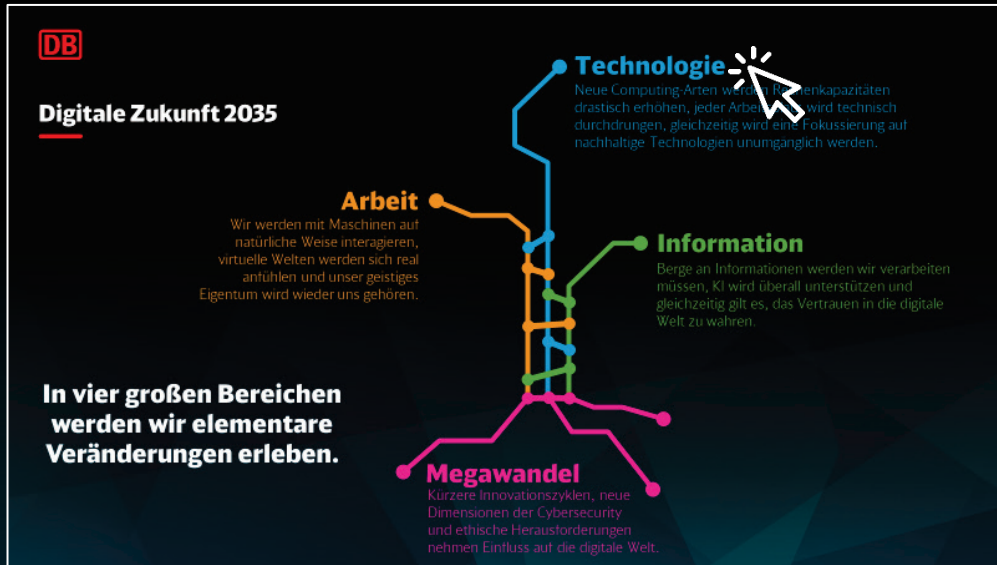 DB
Digitale Zukunft 2035
Technologie
Neue Computing-Arten werden Rechenkapazitäten
drastisch erhöhen, jeder wird technisch
durchdrungen, gleichzeitig wird eine Fokussierung auf
nachhaltige Technologien unumgänglich werden.
Arbeit
Wir werden mit Maschinen auf
natürliche Weise interagieren,
virtuelle Welten werden sich real
anfühlen und unser geistiges
Eigentum wird wieder uns gehören.
Information
Berge an Informationen werden wir verarbeiten
müssen, KI wird überall unterstützen und
gleichzeitig gilt es, das Vertrauen in die digitale
Welt zu wahren.
In vier großen Bereichen
werden wir elementare
Veränderungen erleben.
Megawandel
Kürzere Innovationszyklen, neue
Dimensionen der Cybersecurity
und ethische Herausforderungen
nehmen Einfluss auf die digitale Welt.